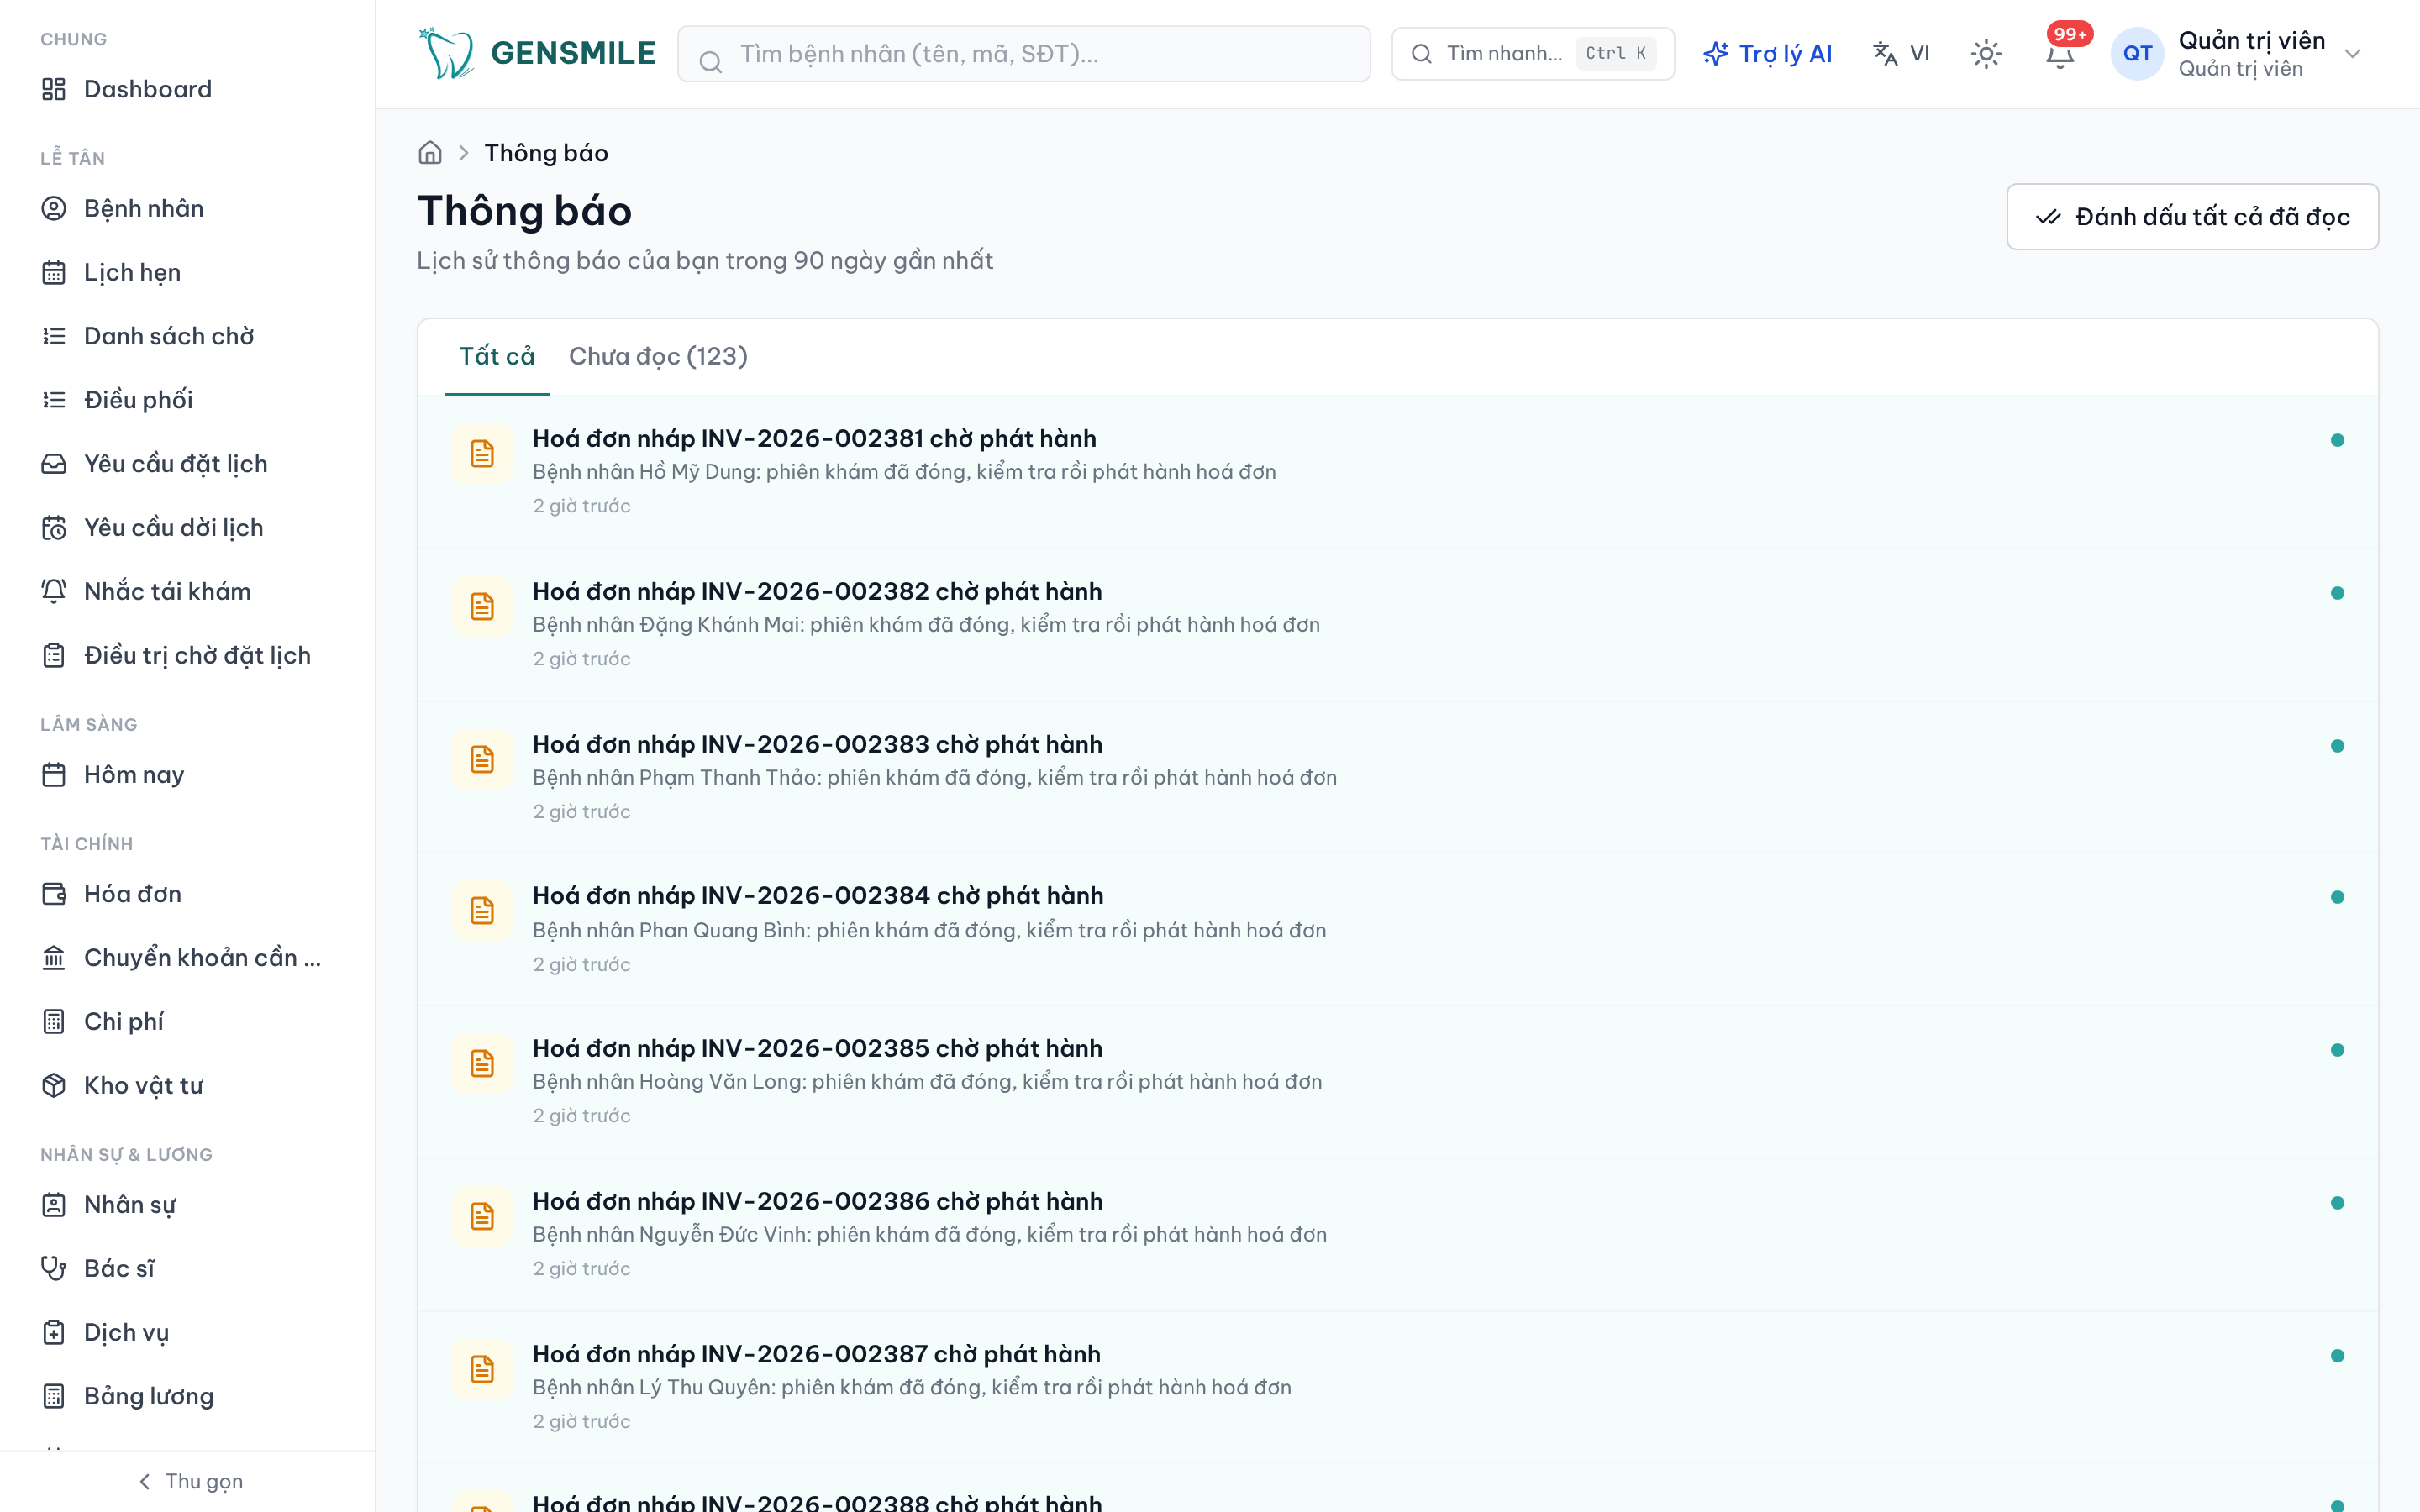 CHUNG
Dashboard
LỄ TÂN
Bệnh nhân
Lịch hẹn
Danh sách chờ
Điều phối
Yêu cầu đặt lịch
Yêu cầu dời lịch
Nhắc tái khám
Điều trị chờ đặt lịch
LÂM SÀNG
Hôm nay
TÀI CHÍNH
Hóa đơn
Chuyển khoản cần ...
Chi phí
Kho vật tư
NHÂN SỰ & LƯƠNG
Nhân sự
Bác sĩ
Dịch vụ
Bảng lương
Thu gọn
GENSMILE
Tìm bệnh nhân (tên, mã, SĐT)...
Tìm nhanh... Ctrl K
Trợ lý AI
VI
99+
QT
Quản trị viên
Quản trị viên
Thông báo
Thông báo
Lịch sử thông báo của bạn trong 90 ngày gần nhất
Đánh dấu tất cả đã đọc
Tất cả Chưa đọc (123)
Hoá đơn nháp INV-2026-002381 chờ phát hành
Bệnh nhân Hồ Mỹ Dung: phiên khám đã đóng, kiểm tra rồi phát hành hoá đơn
2 giờ trước
Hoá đơn nháp INV-2026-002382 chờ phát hành
Bệnh nhân Đặng Khánh Mai: phiên khám đã đóng, kiểm tra rồi phát hành hoá đơn
2 giờ trước
Hoá đơn nháp INV-2026-002383 chờ phát hành
Bệnh nhân Phạm Thanh Thảo: phiên khám đã đóng, kiểm tra rồi phát hành hoá đơn
2 giờ trước
Hoá đơn nháp INV-2026-002384 chờ phát hành
Bệnh nhân Phan Quang Bình: phiên khám đã đóng, kiểm tra rồi phát hành hoá đơn
2 giờ trước
Hoá đơn nháp INV-2026-002385 chờ phát hành
Bệnh nhân Hoàng Văn Long: phiên khám đã đóng, kiểm tra rồi phát hành hoá đơn
2 giờ trước
Hoá đơn nháp INV-2026-002386 chờ phát hành
Bệnh nhân Nguyễn Đức Vinh: phiên khám đã đóng, kiểm tra rồi phát hành hoá đơn
2 giờ trước
Hoá đơn nháp INV-2026-002387 chờ phát hành
Bệnh nhân Lý Thu Quyên: phiên khám đã đóng, kiểm tra rồi phát hành hoá đơn
2 giờ trước
Hoá đơn nháp INV-2026-002388 chờ phát hành